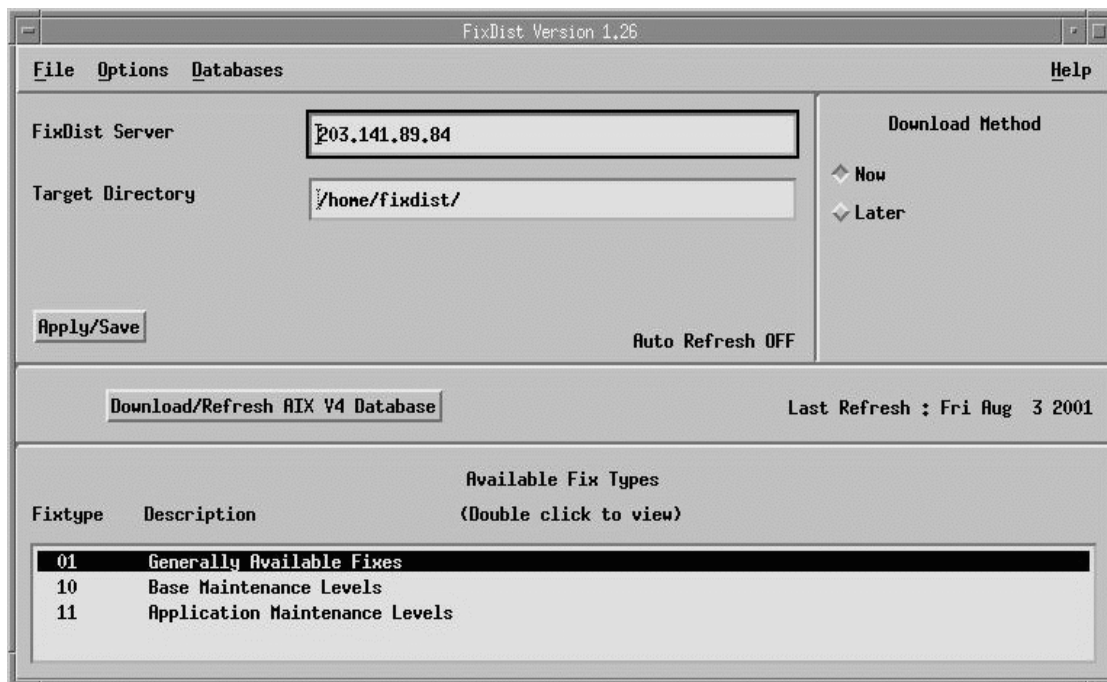 FixDist Version 1.26
File Options Databases Help
FixDist Server
203.141.89.84
Target Directory
/home/fixdist/
Download Method
Now
Later
Apply/Save
Auto Refresh OFF
Download/Refresh AIX V4 Database
Last Refresh : Fri Aug 3 2001
Available Fix Types
Fixtype Description (Double click to view)
01 Generally Available Fixes
10 Base Maintenance Levels
11 Application Maintenance Levels